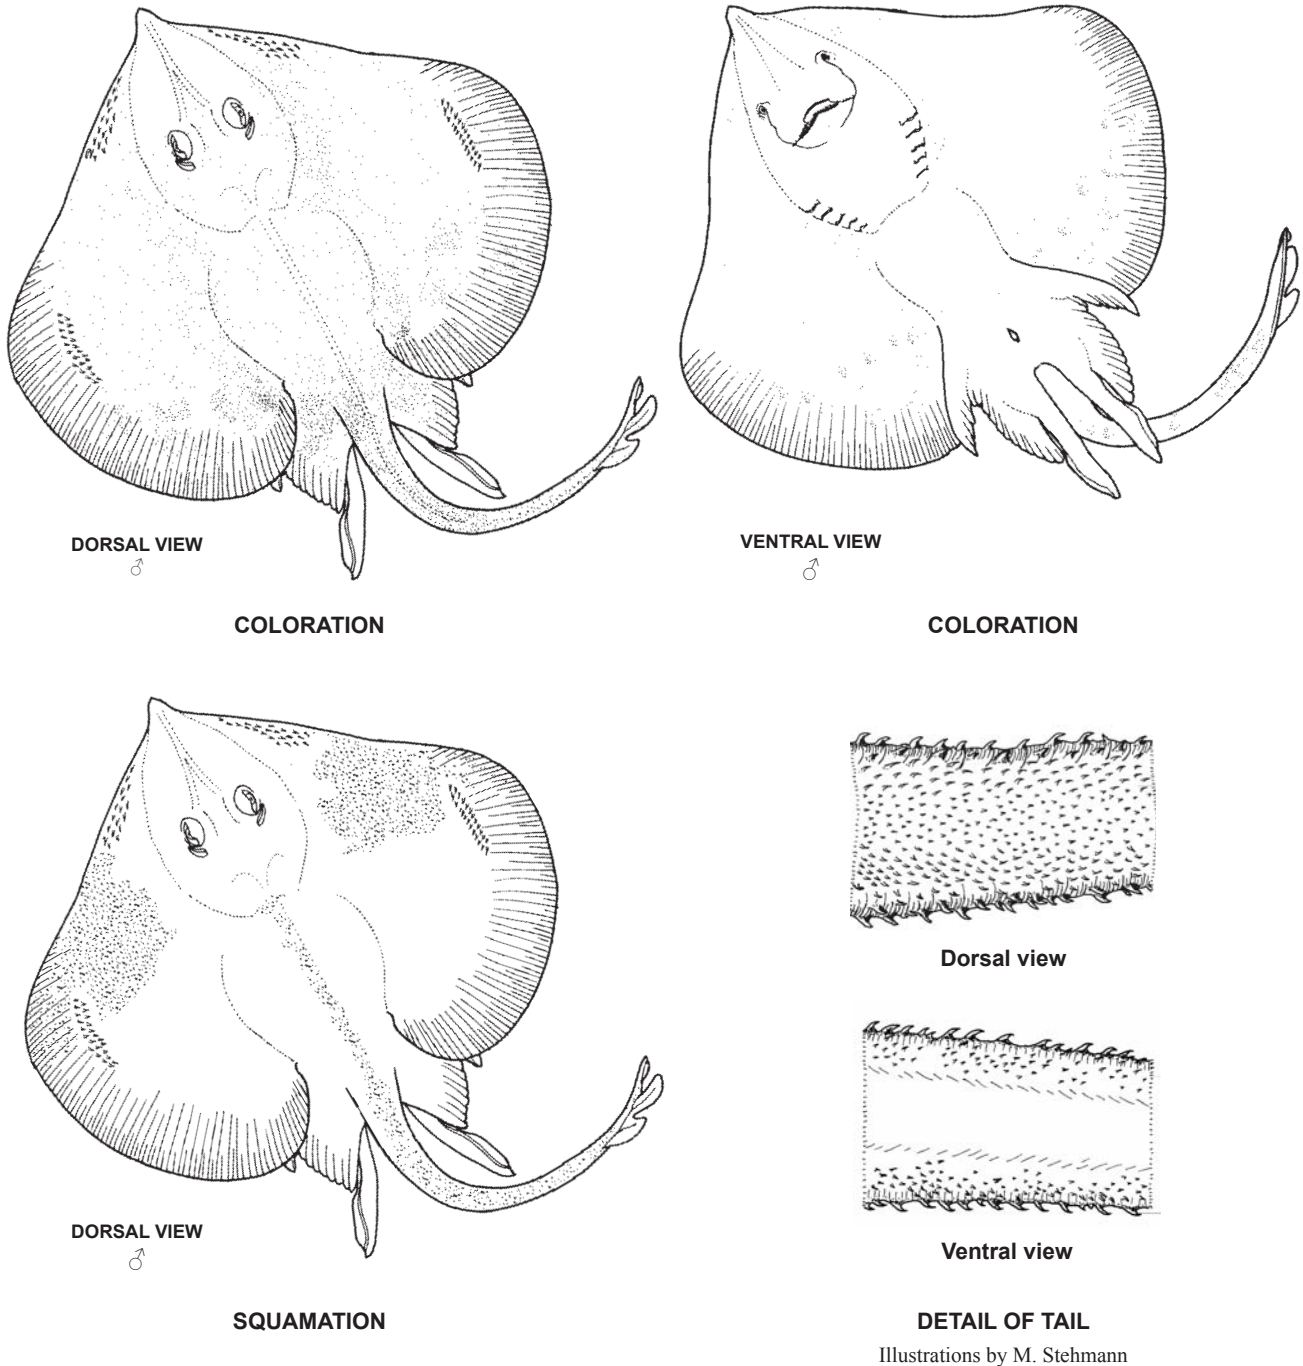 DORSAL VIEW
♂
COLORATION
VENTRAL VIEW
♂
COLORATION
DORSAL VIEW
♂
SQUAMATION
Dorsal view
Ventral view
DETAIL OF TAIL
Illustrations by M. Stehmann